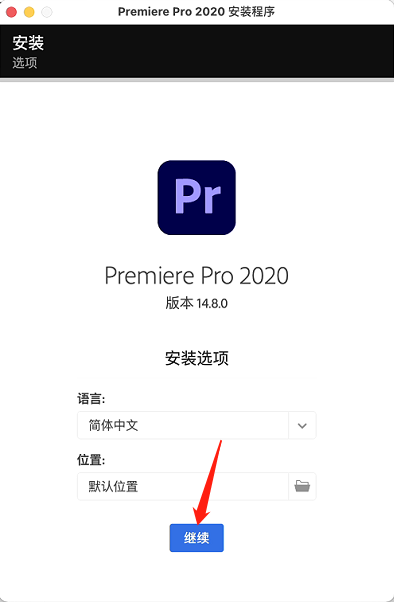 Premiere Pro 2020 安装程序
安装
选项
Pr
Premiere Pro 2020
版本 14.8.0
安装选项
语言:
简体中文
位置:
默认位置
继续